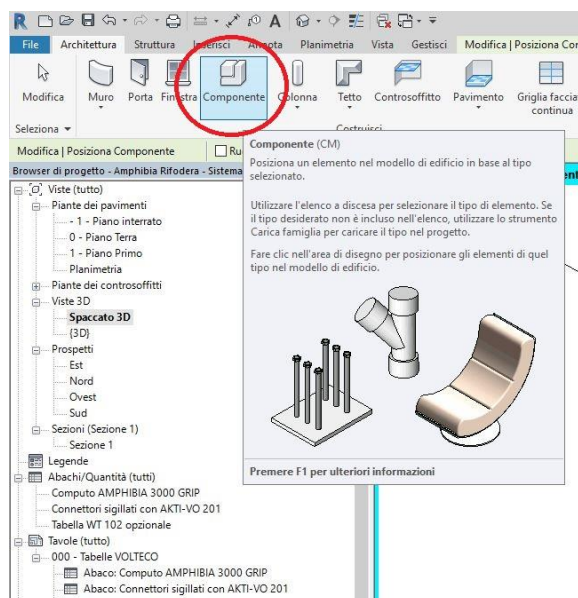 File Architettura Struttura Inserisci Annota Planimetria Vista Gestisci Modifica | Posiziona Com
Modifica Muro Porta Finestra Componente Colonna Tetto Controsoffitto Pavimento Griglia facciat
continua
Seleziona Costruisci
Modifica | Posiziona Componente Ru
Browser di progetto - Amphibia Rifodera - Sistema
Componente (CM)
Posiziona un elemento nel modello di edificio in base al tipo
selezionato.
Utilizzare l'elenco a discesa per selezionare il tipo di elemento. Se
il tipo desiderato non è incluso nell'elenco, utilizzare lo strumento
Carica famiglia per caricare il tipo nel progetto.
Fare clic nell'area di disegno per posizionare gli elementi di quel
tipo nel modello di edificio.
Premere F1 per ulteriori informazioni
Viste (tutto)
Piante dei pavimenti
- 1 - Piano interrato
0 - Piano Terra
1 - Piano Primo
Planimetria
Piante dei controsoffitti
Viste 3D
Spaccato 3D
{3D}
Prospetti
Est
Nord
Ovest
Sud
Sezioni (Sezione 1)
Sezione 1
Legende
Abachi/Quantità (tutti)
Computo AMPHIBIA 3000 GRIP
Connettori sigillati con AKTI-VO 201
Tabella WT 102 opzionale
Tavole (tutto)
000 - Tabelle VOLTECO
Abaco: Computo AMPHIBIA 3000 GRIP
Abaco: Connettori sigillati con AKTI-VO 201